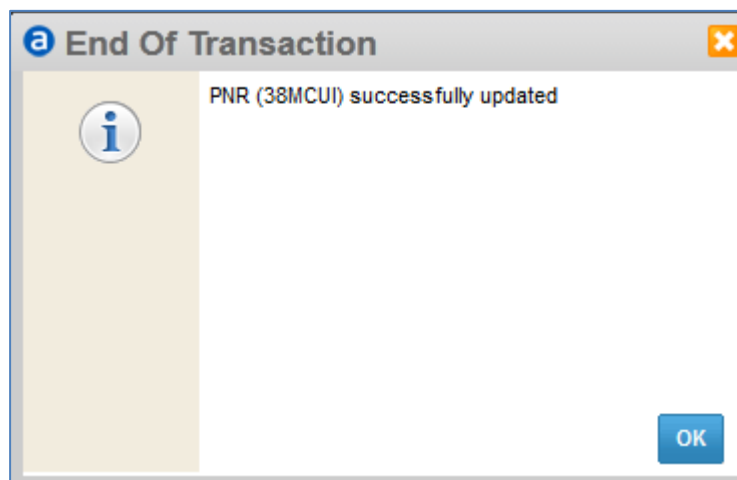 a End Of Transaction
PNR (38MCUI) successfully updated
OK